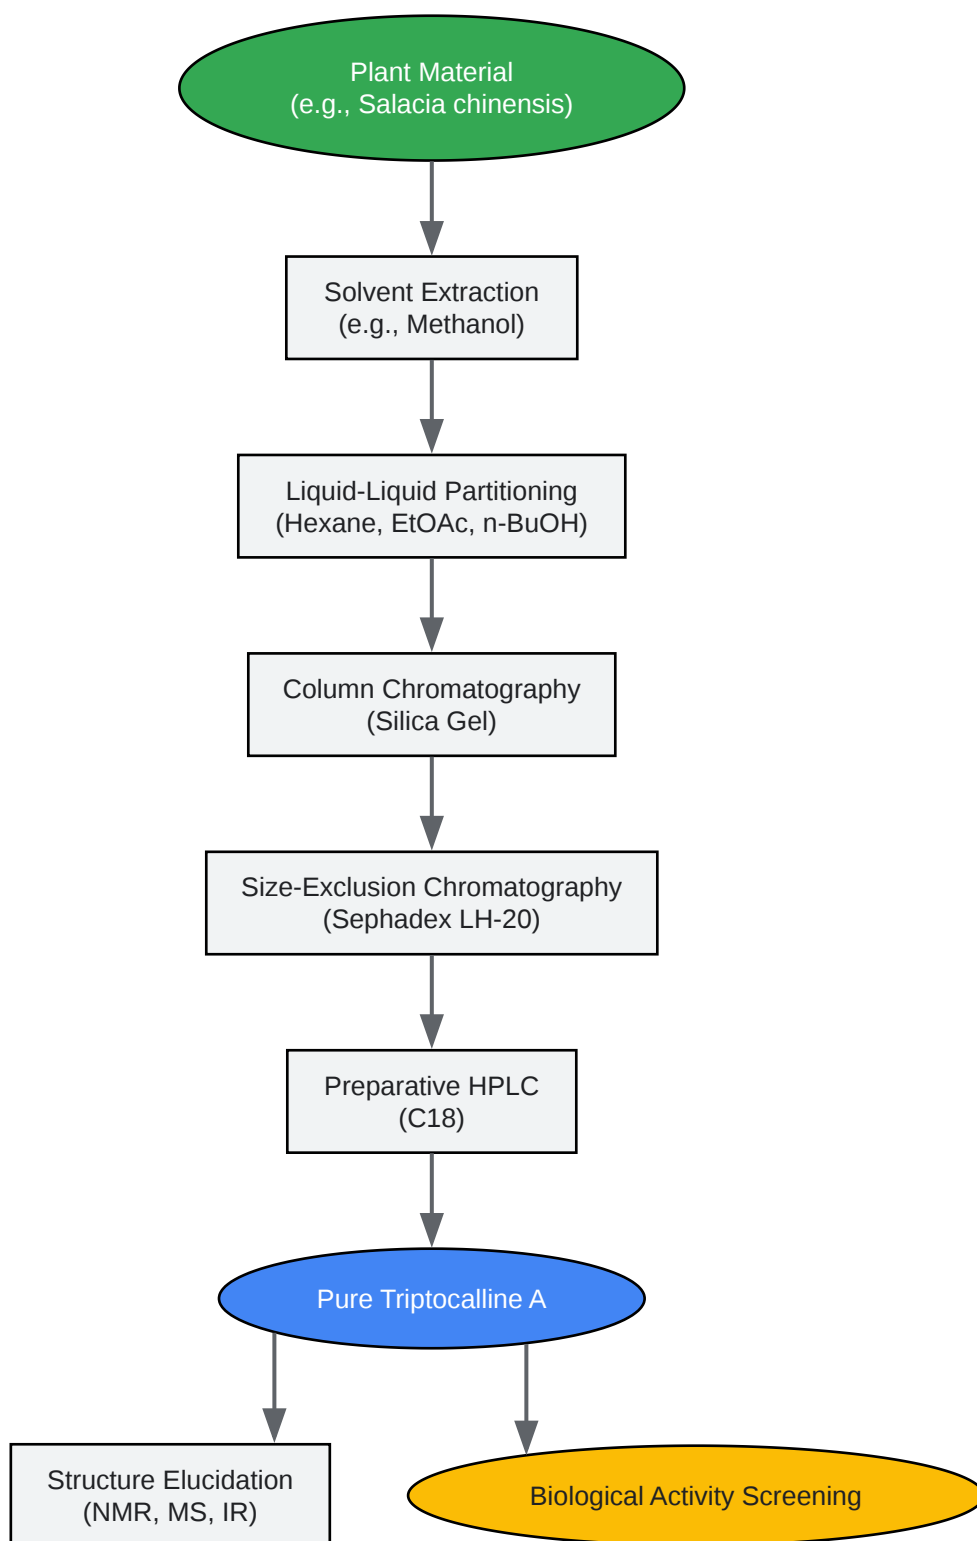 Plant Material
(e.g., Salacia chinensis)
Solvent Extraction
(e.g., Methanol)
Liquid-Liquid Partitioning
(Hexane, EtOAc, n-BuOH)
Column Chromatography
(Silica Gel)
Size-Exclusion Chromatography
(Sephadex LH-20)
Preparative HPLC
(C18)
Pure Triptocalline A
Structure Elucidation
(NMR, MS, IR)
Biological Activity Screening